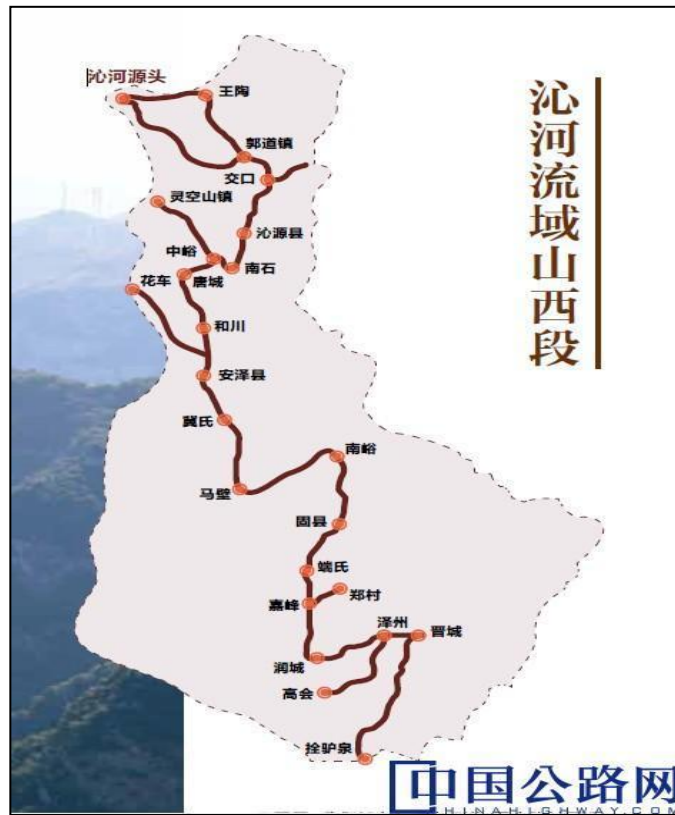 沁河流域山西段
沁河源头
王陶
郭道镇
交口
灵空山镇
沁源县
中峪
南石
花车
唐城
和川
安泽县
冀氏
南峪
马壁
固县
端氏
郑村
嘉峰
泽州
晋城
润城
高会
拴驴泉
中国公路网
CHINAHIGHWAY.COM